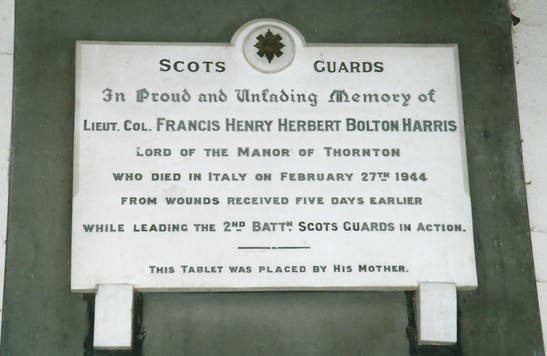 SCOTS GUARDS
In Proud and Unfading Memory of
LIEUT. COL. FRANCIS HENRY HERBERT BOLTON HARRIS
LORD OF THE MANOR OF THORNTON
WHO DIED IN ITALY ON FEBRUARY 27TH 1944
FROM WOUNDS RECEIVED FIVE DAYS EARLIER
WHILE LEADING THE 2ND BATTN SCOTS GUARDS IN ACTION.
THIS TABLET WAS PLACED BY HIS MOTHER.